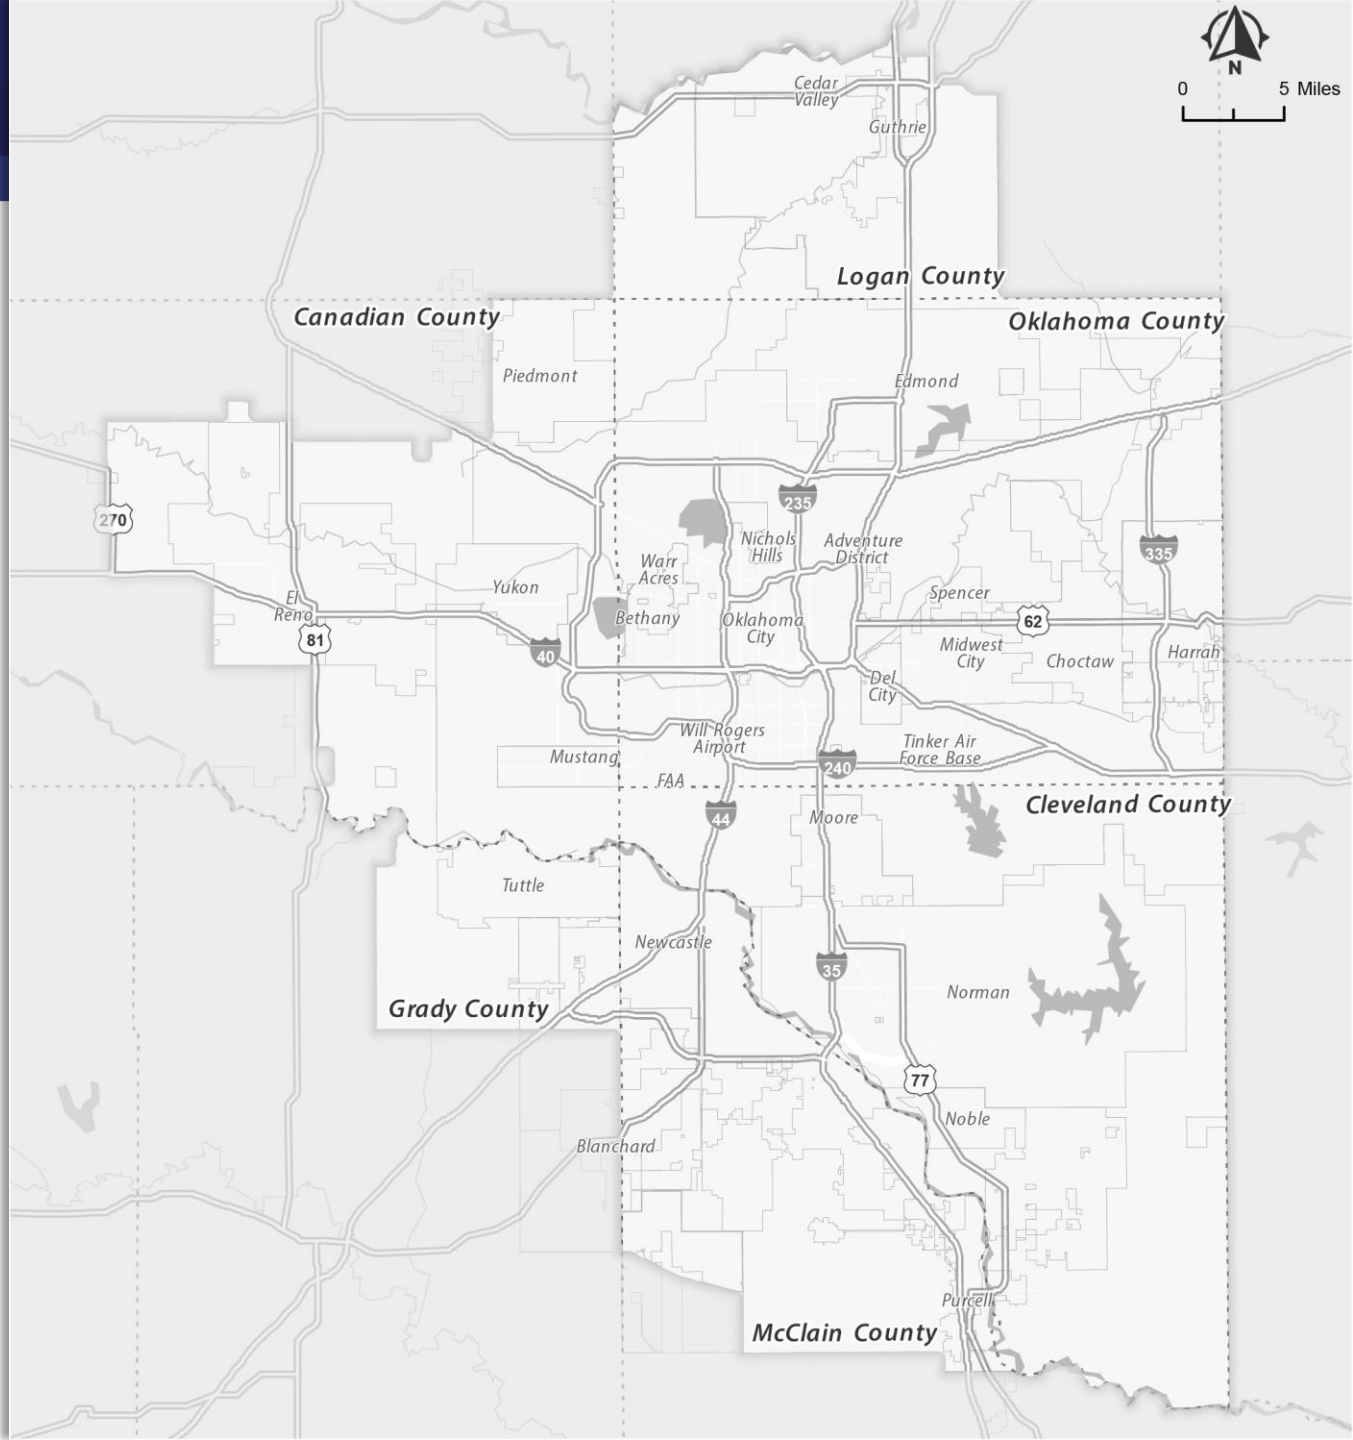 N
0 5 Miles
Cedar
Valley
Guthrie
Logan County
Canadian County
Oklahoma County
Piedmont
Edmond
270
235
Nichols
Hills
Adventure
District
335
Warr
Acres
Yukon
El
Reno
Bethany
Oklahoma
City
Spencer
62
81
40
Midwest
City
Choctaw
Harrah
Del
City
Will Rogers
Airport
Tinker Air
Force Base
Mustang
240
FAA
44
Moore
Cleveland County
Tuttle
Newcastle
35
Norman
Grady County
77
Noble
Blanchard
Purcell
McClain County